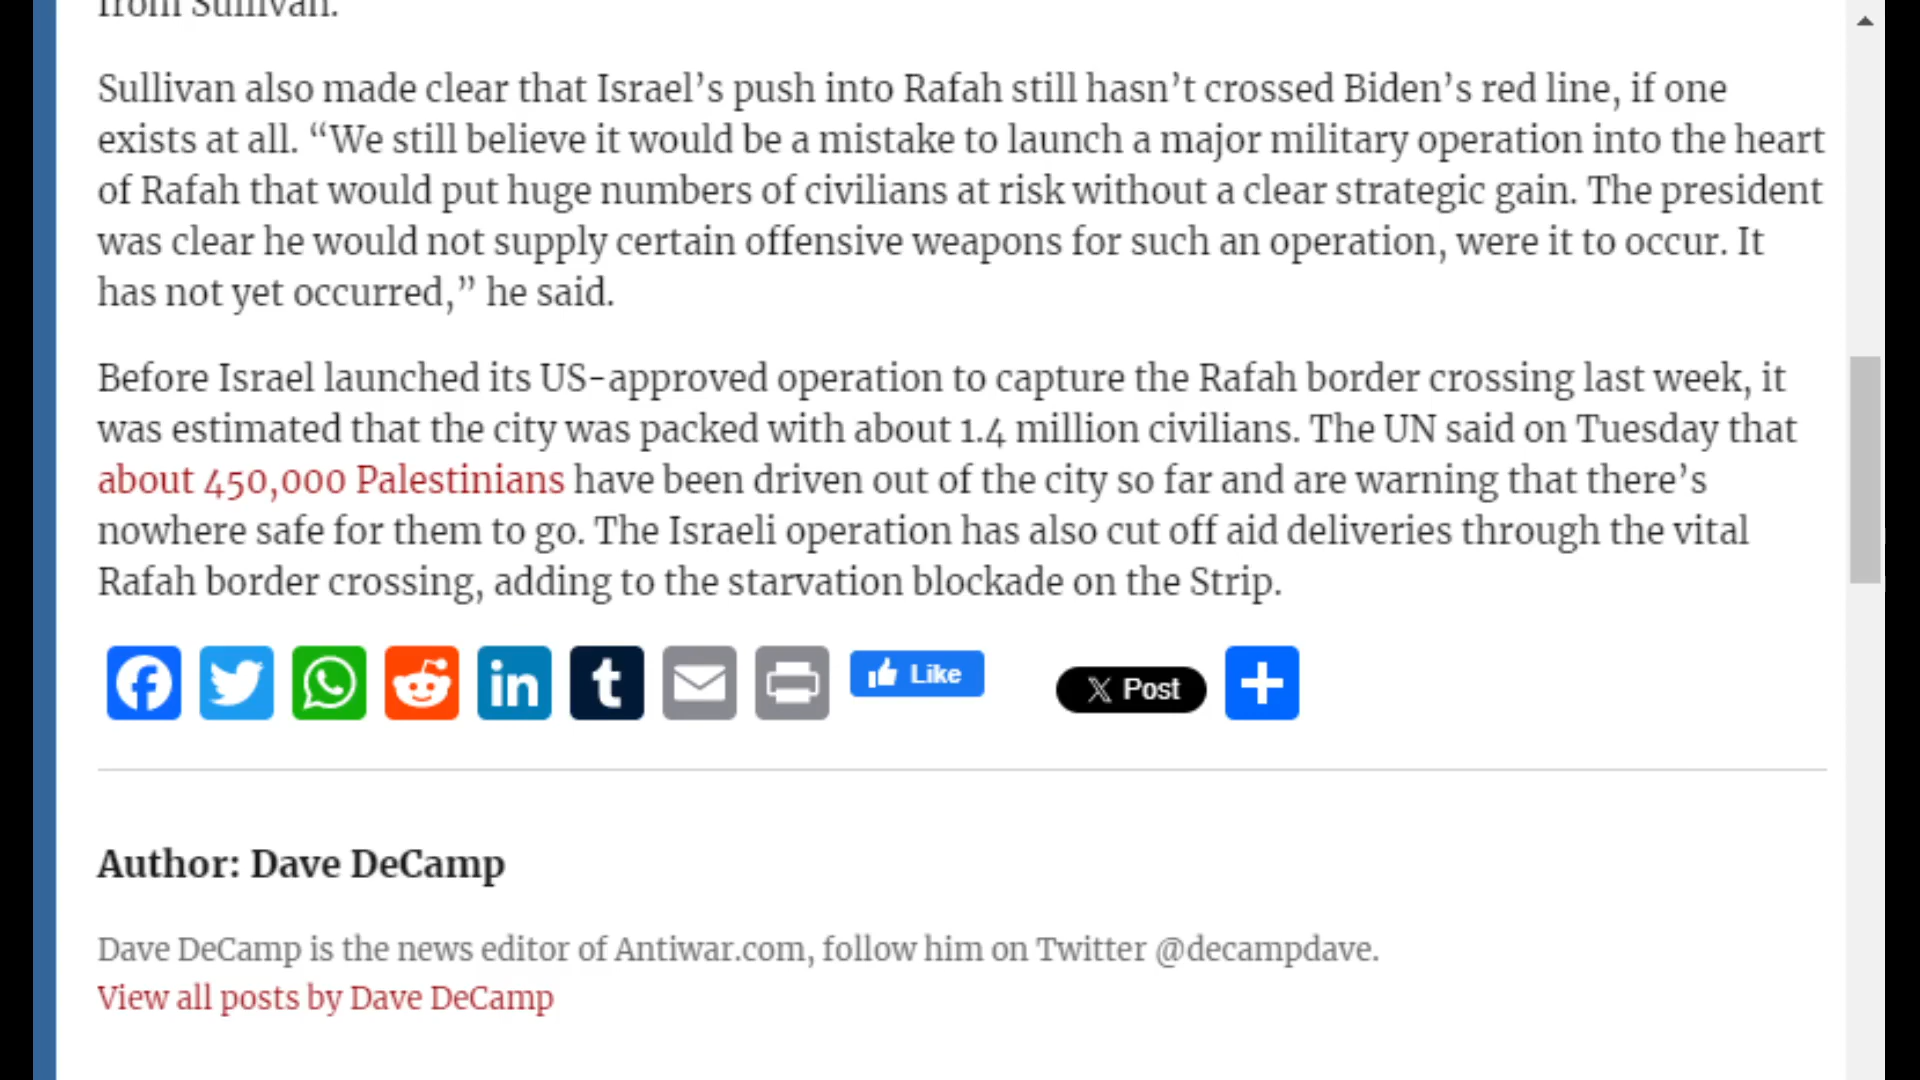 from Sullivan.
Sullivan also made clear that Israel’s push into Rafah still hasn’t crossed Biden’s red line, if one
exists at all. “We still believe it would be a mistake to launch a major military operation into the heart
of Rafah that would put huge numbers of civilians at risk without a clear strategic gain. The president
was clear he would not supply certain offensive weapons for such an operation, were it to occur. It
has not yet occurred,” he said.
Before Israel launched its US-approved operation to capture the Rafah border crossing last week, it
was estimated that the city was packed with about 1.4 million civilians. The UN said on Tuesday that
about 450,000 Palestinians have been driven out of the city so far and are warning that there’s
nowhere safe for them to go. The Israeli operation has also cut off aid deliveries through the vital
Rafah border crossing, adding to the starvation blockade on the Strip.
Like
X Post
Author: Dave DeCamp
Dave DeCamp is the news editor of Antiwar.com, follow him on Twitter @decampdave.
View all posts by Dave DeCamp